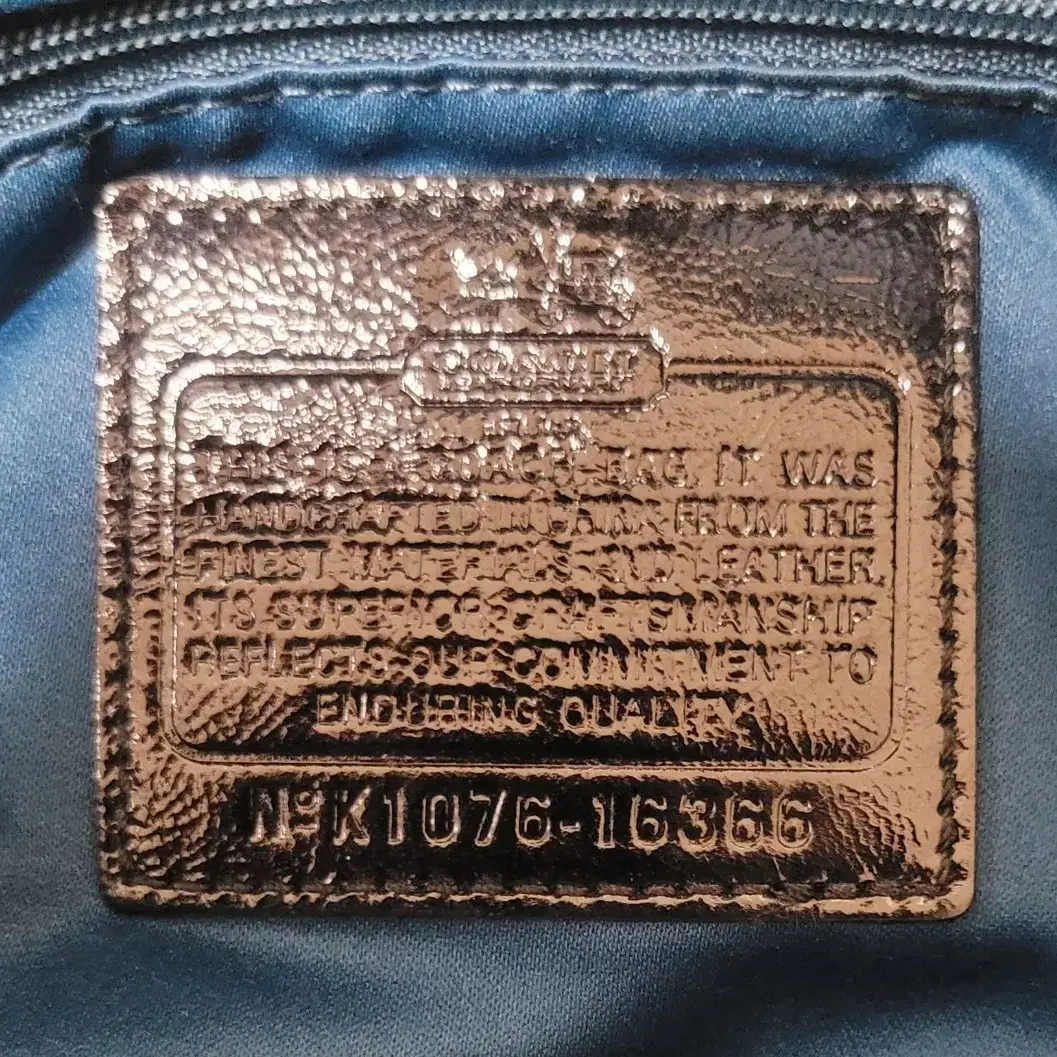 COACH
THIS IS A COACH BAG. IT WAS
HANDCRAFTED IN CHINA FROM THE
FINEST MATERIALS AND LEATHER.
ITS SUPERIOR CRAFTSMANSHIP
REFLECTS OUR COMMITMENT TO
ENDURING QUALITY.
Nº K1076-16366